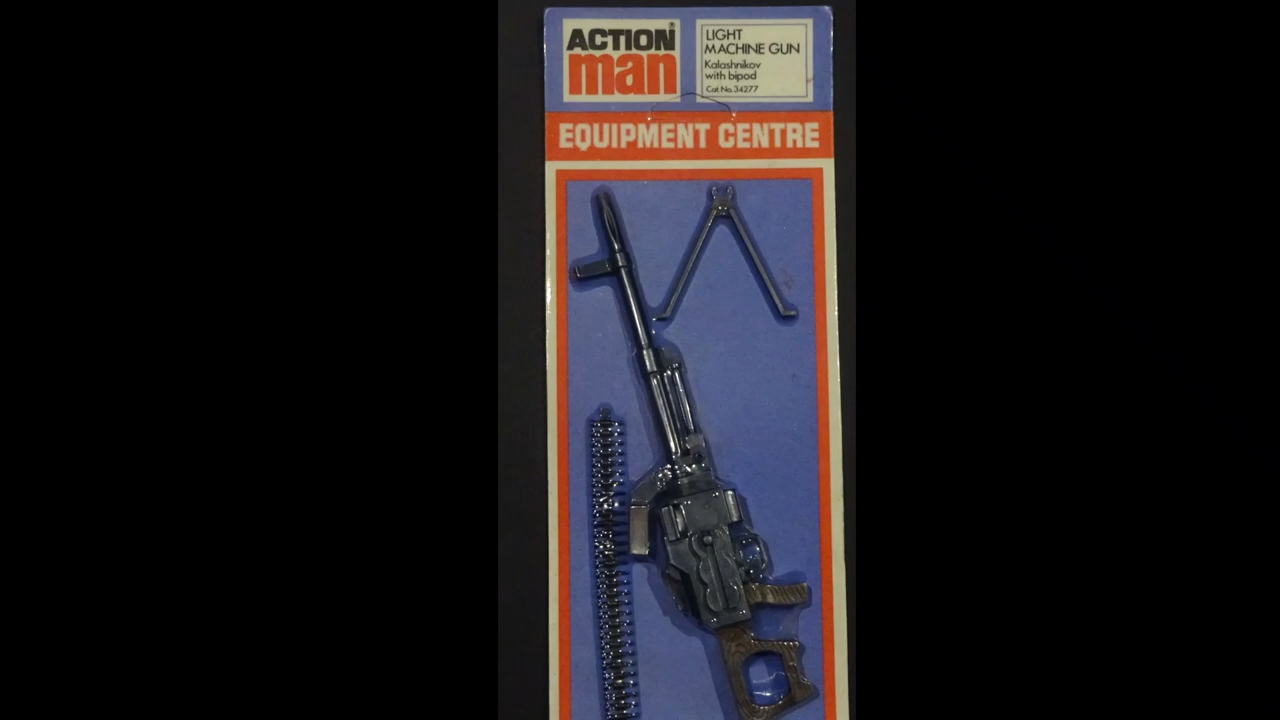 ACTION®
man
LIGHT
MACHINE GUN
Kalashnikov
with bipod
Cat No.34277
EQUIPMENT CENTRE